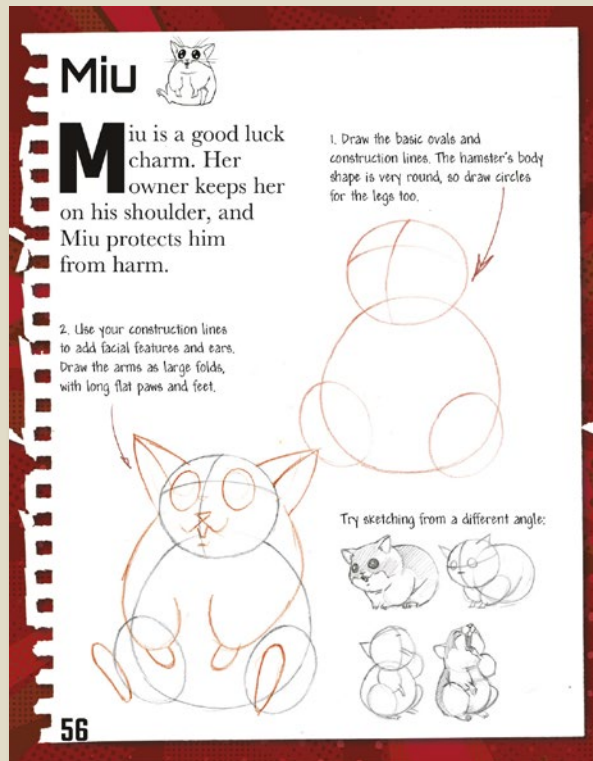 Miu
Miu is a good luck
charm. Her
owner keeps her
on his shoulder, and
Miu protects him
from harm.
1. Draw the basic ovals and
construction lines. The hamster's body
shape is very round, so draw circles
for the legs too.
2. Use your construction lines
to add facial features and ears.
Draw the arms as large folds,
with long flat paws and feet.
Try sketching from a different angle:
56